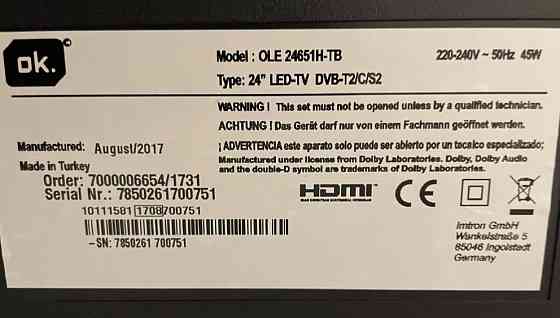 ok.
Model : OLE 24651H-TB
220-240V ~ 50Hz 45W
Type: 24" LED-TV DVB-T2/C/S2
WARNING ! This set must not be opened unless by a qualified technician.
ACHTUNG ! Das Gerät darf nur von einem Fachmann geöffnet werden.
¡ ADVERTENCIA este aparato solo puede ser abierto por un tecalco especializado;
Manufactured under license from Dolby Laboratories. Dolby, Dolby Audio
and the double-D symbol are trademarks of Dolby Laboratories.
Manufactured: August/2017
Made in Turkey
Order: 7000006654/1731
Serial Nr.: 7850261700751
10111581 1708 700751
–SN: 7850261 700751
HDMI
CE
Imtron GmbH
Wankelstraße 5
85046 Ingolstadt
Germany